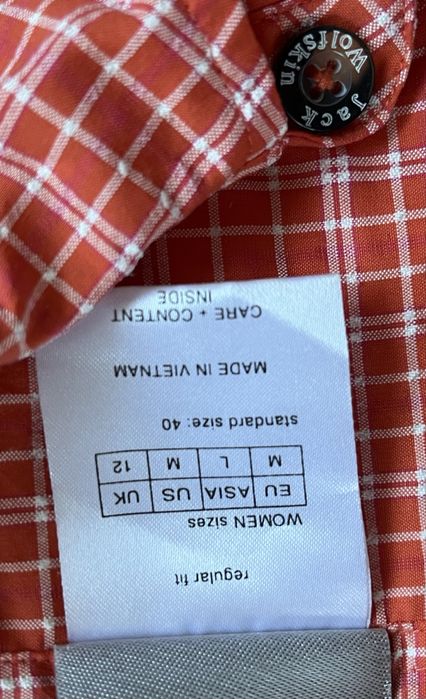 regular fit
WOMEN sizes
EU ASIA US UK
M L M 12
standard size: 40
MADE IN VIETNAM
CARE + CONTENT
INSIDE
Jack
Wolfskin